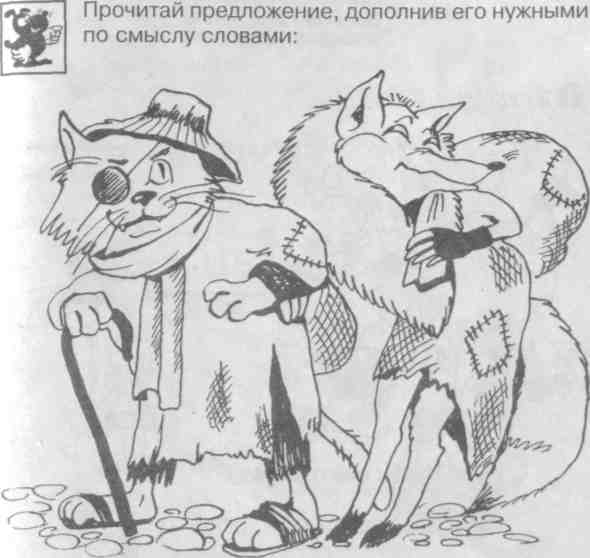 Прочитай предложение, дополнив его нужными
по смыслу словами: